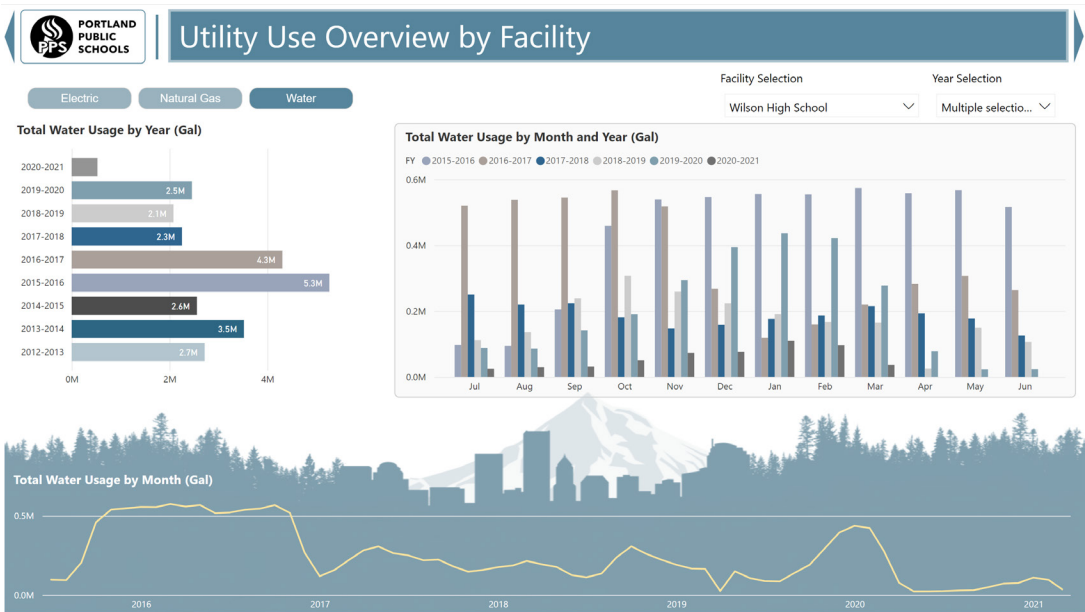 PORTLAND
PUBLIC
SCHOOLS
PPS
Utility Use Overview by Facility
Electric
Natural Gas
Water
Facility Selection
Wilson High School
Year Selection
Multiple selectio...
Total Water Usage by Year (Gal)
2020-2021
2019-2020 2.5M
2018-2019 2.1M
2017-2018 2.3M
2016-2017 4.3M
2015-2016 5.3M
2014-2015 2.6M
2013-2014 3.5M
2012-2013 2.7M
0M 2M 4M
Total Water Usage by Month and Year (Gal)
FY 2015-2016 2016-2017 2017-2018 2018-2019 2019-2020 2020-2021
0.6M
0.4M
0.2M
0.0M
Jul Aug Sep Oct Nov Dec Jan Feb Mar Apr May Jun
Total Water Usage by Month (Gal)
0.5M
0.0M
2016 2017 2018 2019 2020 2021